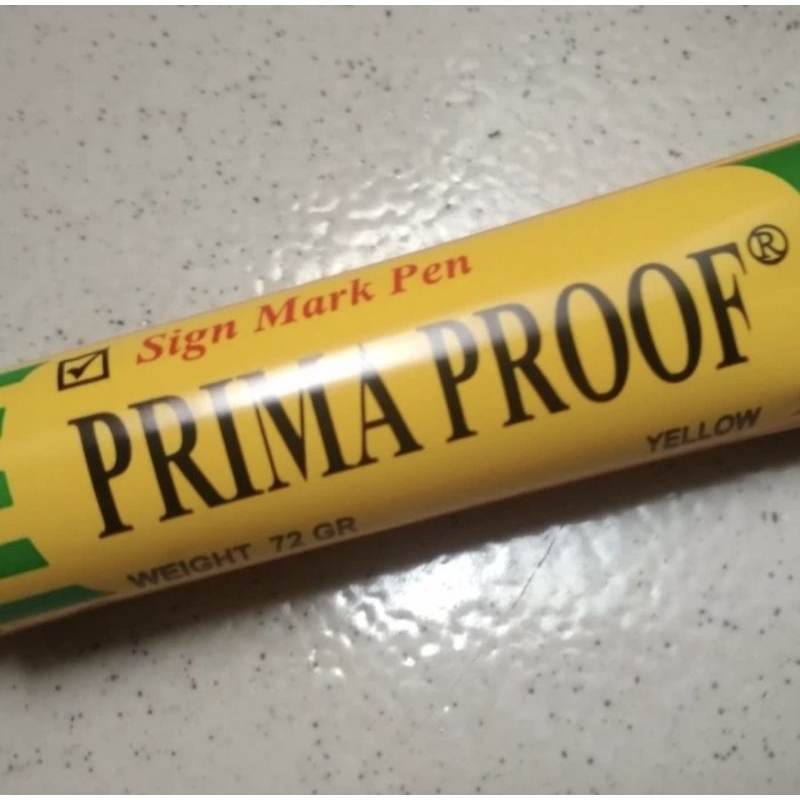 Sign Mark Pen
PRIMA PROOF®
YELLOW
WEIGHT 72 GR